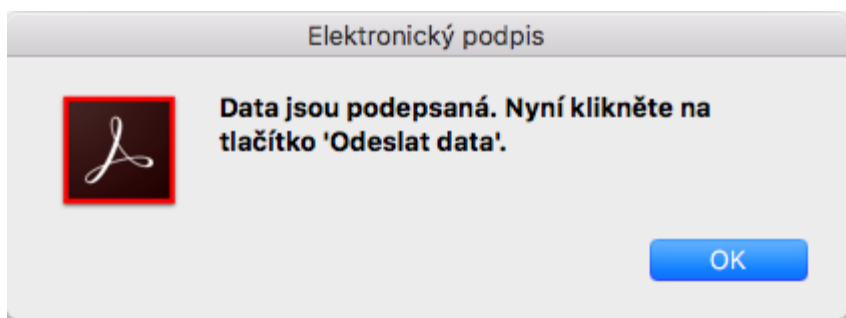 Elektronický podpis
Data jsou podepsaná. Nyní klikněte na
tlačítko 'Odeslat data'.
OK